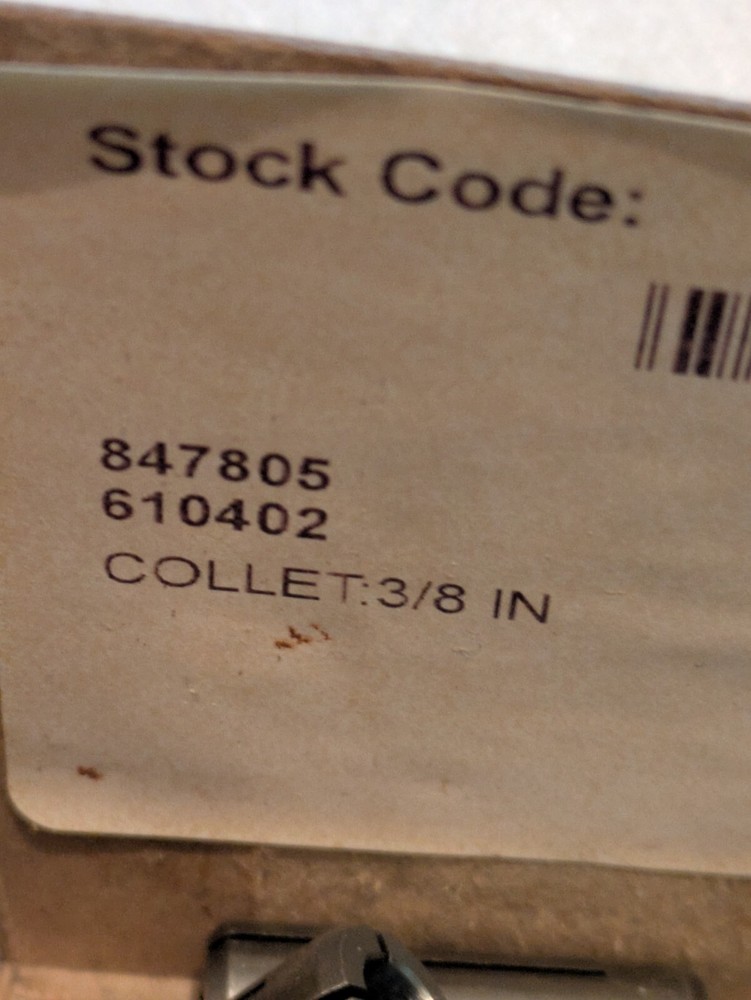 Stock Code:
847805
610402
COLLET:3/8 IN